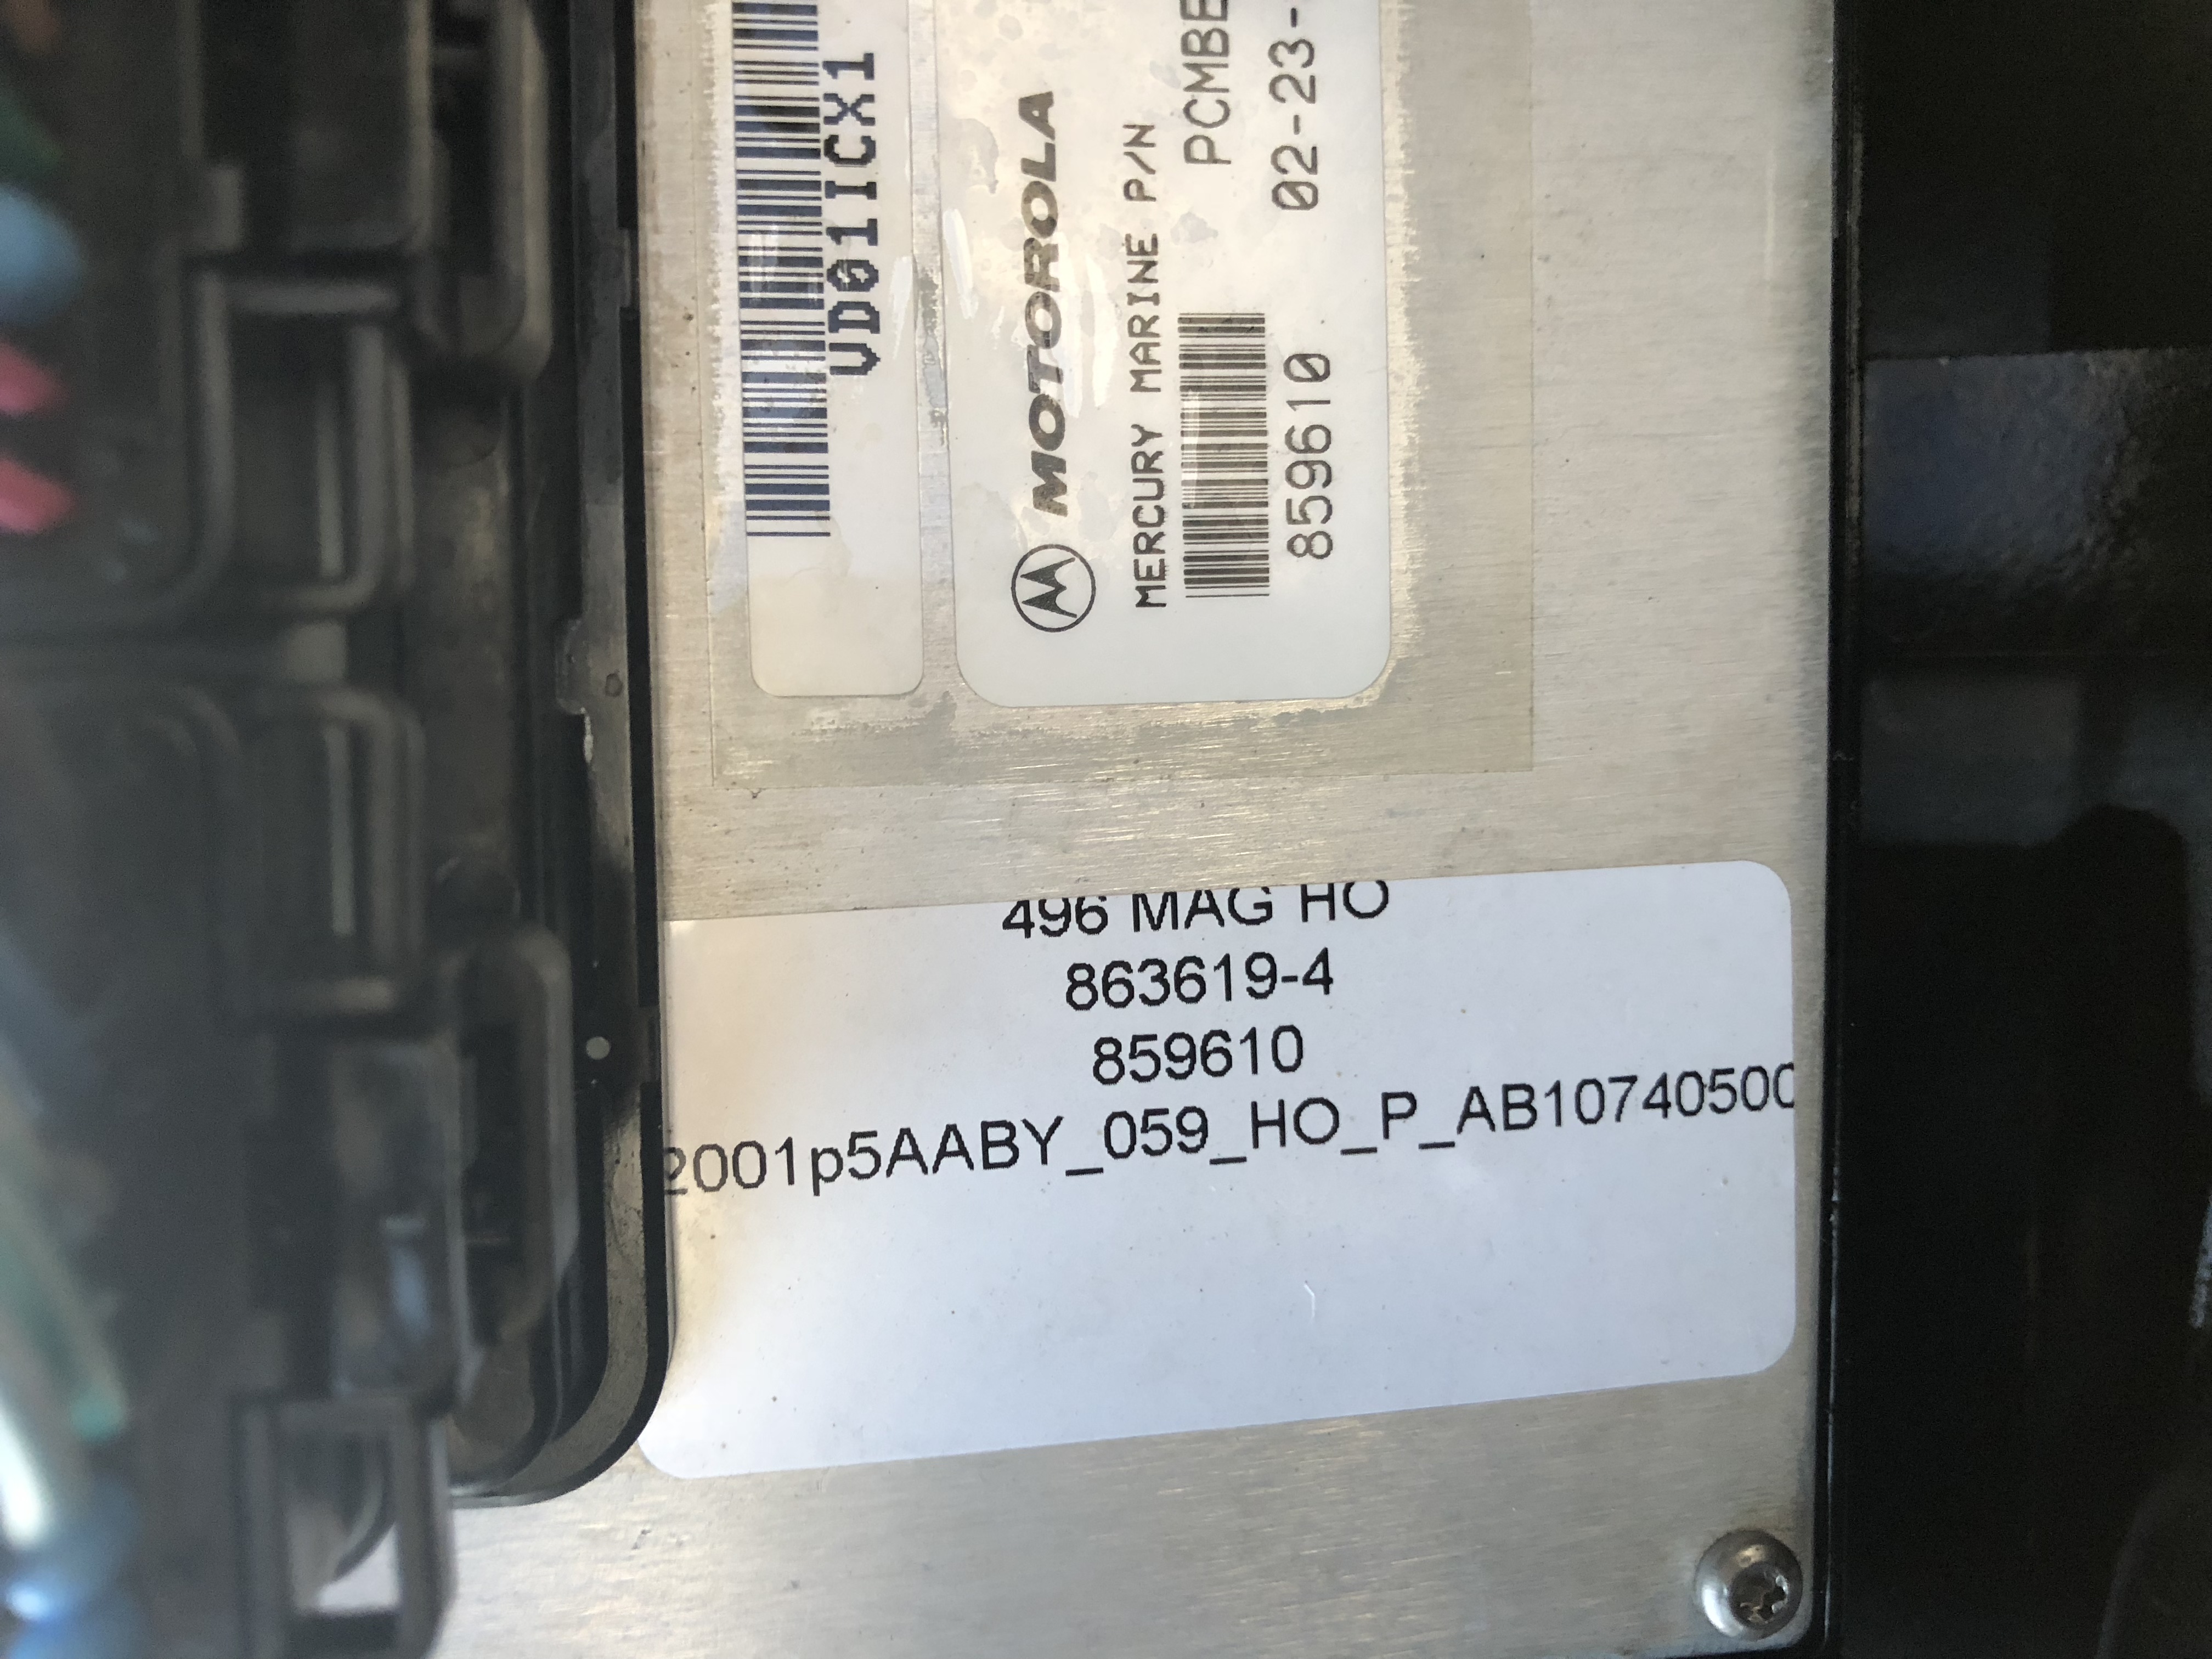 VD01ICX1
MOTOROLA
MERCURY MARINE P/N
PCMBE
859610
02-23-
496 MAG HO
863619-4
859610
2001p5AABY_059_HO_P_AB10740500